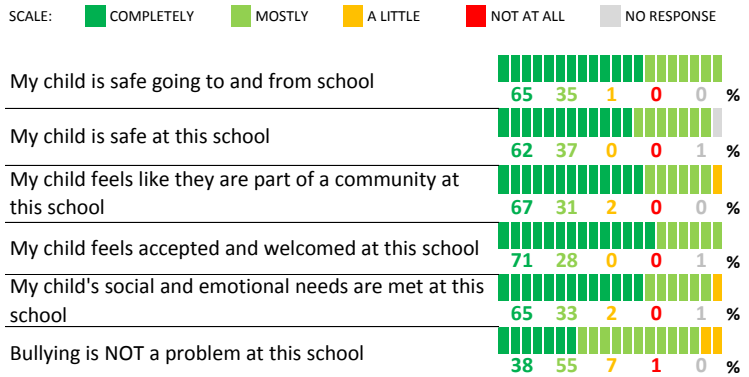 SCALE: COMPLETELY MOSTLY A LITTLE NOT AT ALL NO RESPONSE
My child is safe going to and from school
65 35 1 0 0 %
My child is safe at this school
62 37 0 0 1 %
My child feels like they are part of a community at
this school
67 31 2 0 0 %
My child feels accepted and welcomed at this school
71 28 0 0 1 %
My child's social and emotional needs are met at this
school
65 33 2 0 1 %
Bullying is NOT a problem at this school
38 55 7 1 0 %